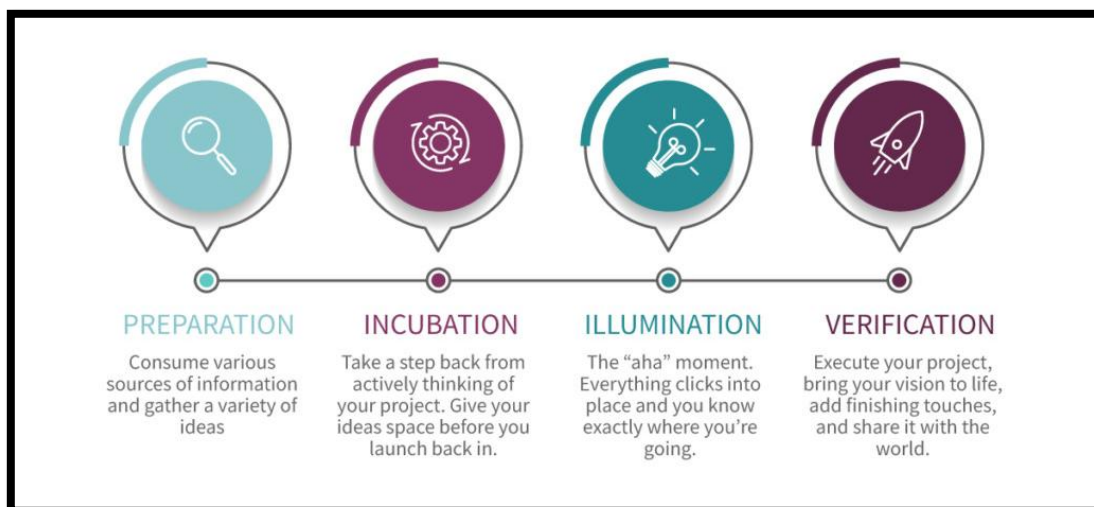 PREPARATION
Consume various
sources of information
and gather a variety of
ideas
INCUBATION
Take a step back from
actively thinking of
your project. Give your
ideas space before you
launch back in.
ILLUMINATION
The “aha” moment.
Everything clicks into
place and you know
exactly where you’re
going.
VERIFICATION
Execute your project,
bring your vision to life,
add finishing touches,
and share it with the
world.